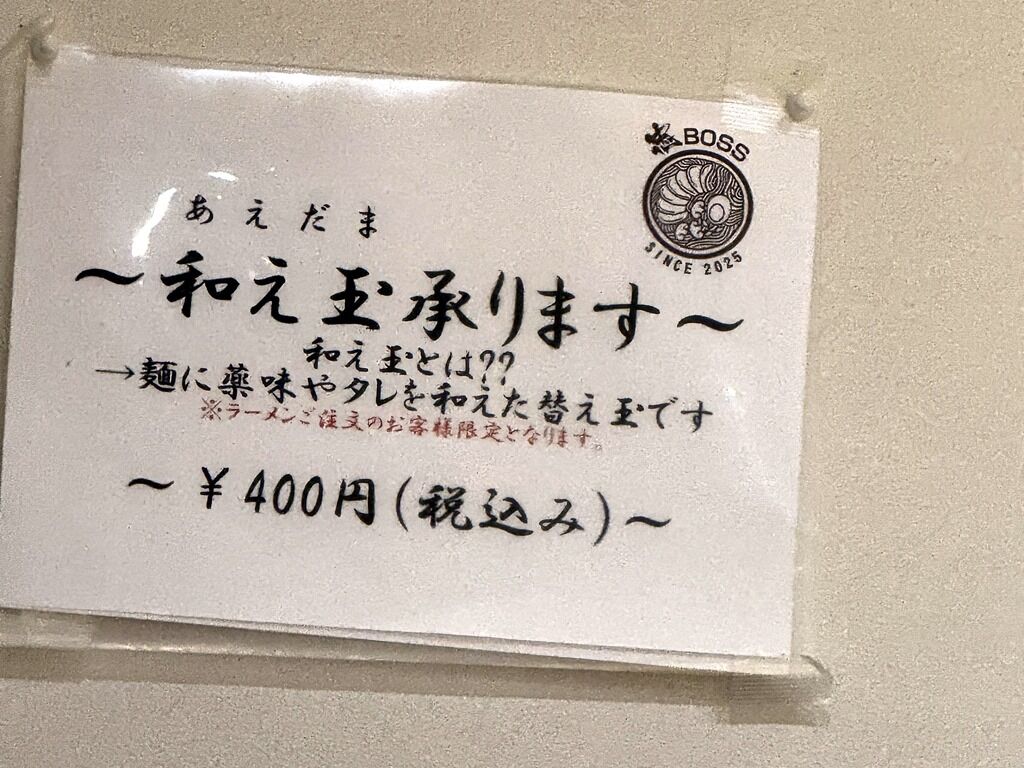 BOSS
SINCE 2025
あえだま
～和え玉承ります～
和え玉とは??
→麺に薬味やタレを和えた替え玉です
※ラーメンご注文のお客様限定となります。
～￥400円(税込み)～